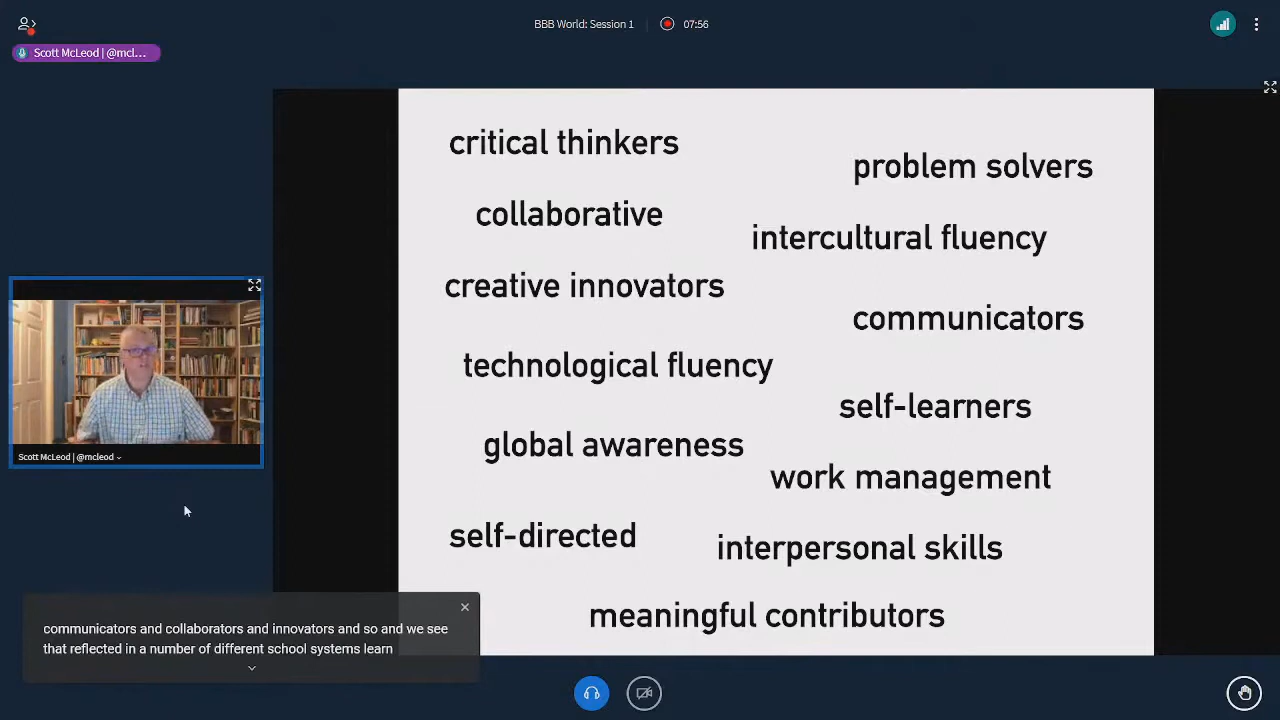 BBB World: Session 1
07:56
Scott McLeod | @mcl...
critical thinkers
problem solvers
collaborative
intercultural fluency
creative innovators
communicators
technological fluency
self-learners
global awareness
work management
self-directed
interpersonal skills
meaningful contributors
Scott McLeod | @mcleod
communicators and collaborators and innovators and so and we see
that reflected in a number of different school systems learn